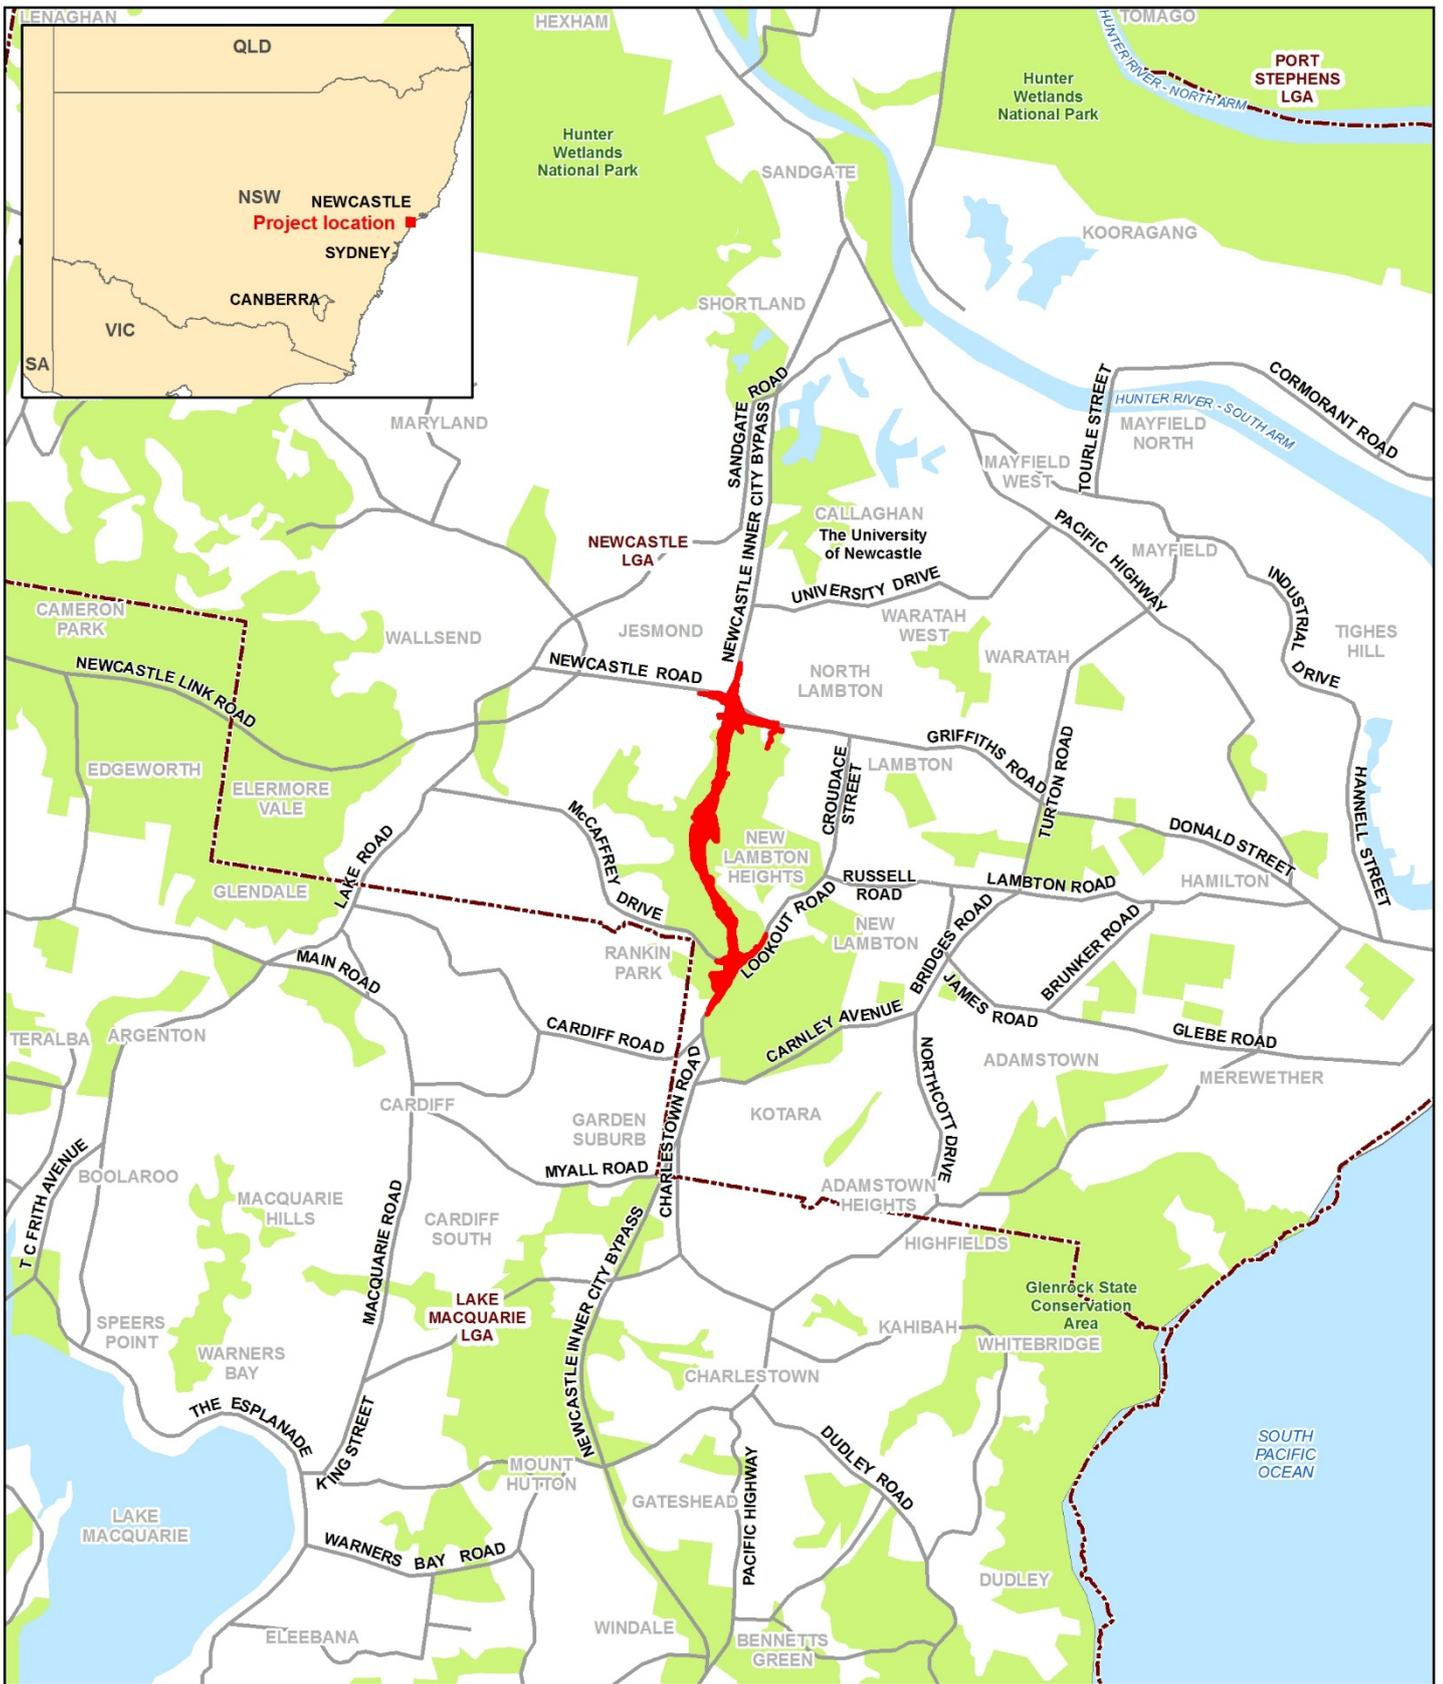 LENAGHAN
HEXHAM
TOMAGO
QLD
NSW
NEWCASTLE
Project location
SYDNEY
CANBERRA
VIC
SA
Hunter
Wetlands
National Park
Hunter
Wetlands
National Park
HUNTER RIVER - NORTH ARM
PORT
STEPHENS
LGA
SANDGATE
KOORAGANG
SHORTLAND
SANDGATE ROAD
NEWCASTLE INNER CITY BYPASS
MARYLAND
TOURLE STREET
HUNTER RIVER - SOUTH ARM
CORMORANT ROAD
MAYFIELD
NORTH
MAYFIELD
WEST
CALLAGHAN
The University
of Newcastle
NEWCASTLE
LGA
PACIFIC HIGHWAY
MAYFIELD
UNIVERSITY DRIVE
INDUSTRIAL DRIVE
TIGHES
HILL
CAMERON
PARK
WALLSEND
JESMOND
WARATAH
WEST
WARATAH
NEWCASTLE LINK ROAD
NEWCASTLE ROAD
NORTH
LAMBTON
EDGEWORTH
ELERMORE
VALE
CROUDACE
STREET
LAMBTON
GRIFFITHS ROAD
TURTON ROAD
HANNELL STREET
McCAFFREY DRIVE
LAKE ROAD
NEW
LAMBTON
HEIGHTS
DONALD STREET
GLENDALE
RUSSELL
ROAD
LAMBTON ROAD
HAMILTON
LOOKOUT ROAD
NEW
LAMBTON
BRIDGES ROAD
BRUNKER ROAD
MAIN ROAD
RANKIN
PARK
JAMES ROAD
TERALBA
ARGENTON
CARDIFF ROAD
CARNLEY AVENUE
GLEBE ROAD
ADAMSTOWN
MEREWETHER
CHARLESTOWN ROAD
NORTHCOTT DRIVE
CARDIFF
GARDEN
SUBURB
KOTARA
T C FRITH AVENUE
BOOLAROO
MYALL ROAD
MACQUARIE
HILLS
MACQUARIE ROAD
CARDIFF
SOUTH
ADAMSTOWN
HEIGHTS
HIGHFIELDS
NEWCASTLE INNER CITY BYPASS
LAKE
MACQUARIE
LGA
Glenrock State
Conservation
Area
SPEERS
POINT
WARNERS
BAY
KAHIBAH
WHITEBRIDGE
CHARLESTOWN
THE ESPLANADE
KING STREET
DUDLEY ROAD
SOUTH
PACIFIC
OCEAN
MOUNT
HUTTON
GATESHEAD
PACIFIC HIGHWAY
LAKE
MACQUARIE
WARNERS BAY ROAD
DUDLEY
ELEEBANA
WINDALE
BENNETTS
GREEN